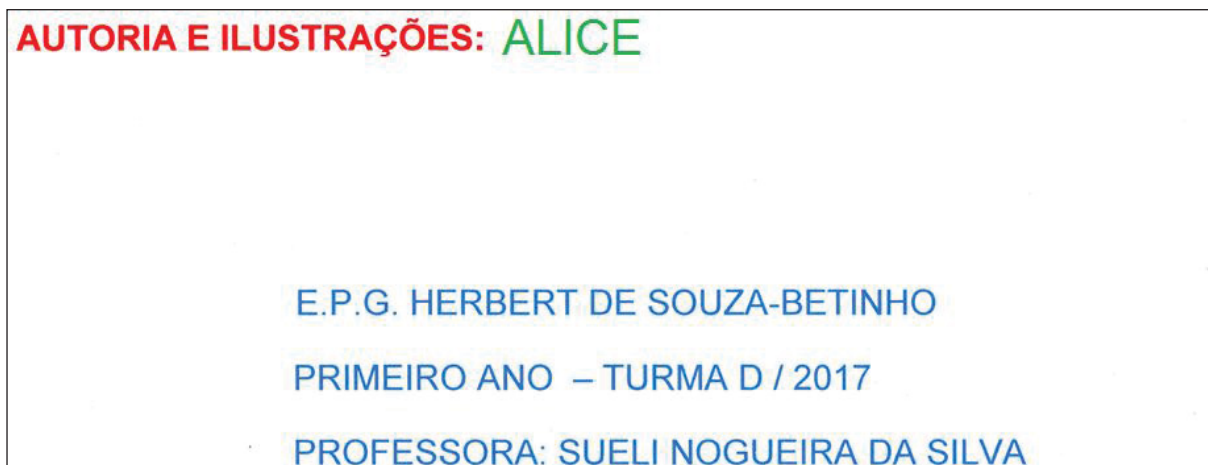 AUTORIA E ILUSTRAÇÕES: ALICE
E.P.G. HERBERT DE SOUZA-BETINHO
PRIMEIRO ANO – TURMA D / 2017
PROFESSORA: SUELI NOGUEIRA DA SILVA